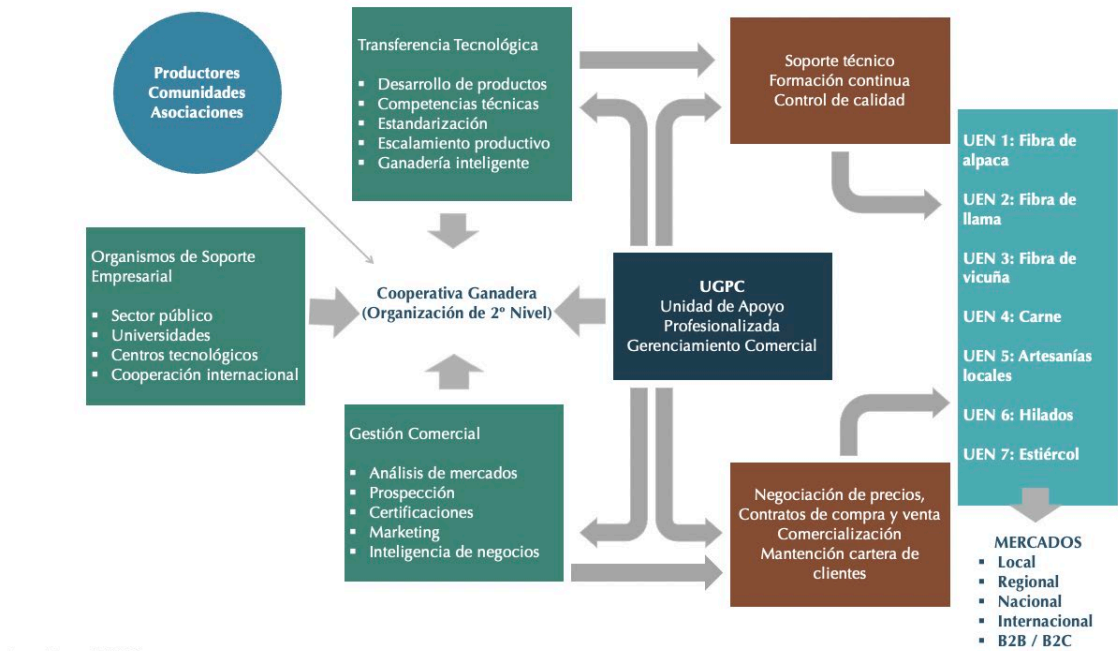 Productores
Comunidades
Asociaciones
Transferencia Tecnológica
▪ Desarrollo de productos
▪ Competencias técnicas
▪ Estandarización
▪ Escalamiento productivo
▪ Ganadería inteligente
Soporte técnico
Formación continua
Control de calidad
Organismos de Soporte
Empresarial
▪ Sector público
▪ Universidades
▪ Centros tecnológicos
▪ Cooperación internacional
Cooperativa Ganadera
(Organización de 2º Nivel)
UGPC
Unidad de Apoyo
Profesionalizada
Gerenciamiento Comercial
UEN 1: Fibra de
alpaca
UEN 2: Fibra de
llama
UEN 3: Fibra de
vicuña
UEN 4: Carne
UEN 5: Artesanías
locales
UEN 6: Hilados
UEN 7: Estiércol
Gestión Comercial
▪ Análisis de mercados
▪ Prospección
▪ Certificaciones
▪ Marketing
▪ Inteligencia de negocios
Negociación de precios,
Contratos de compra y venta
Comercialización
Mantención cartera de
clientes
MERCADOS
▪ Local
▪ Regional
▪ Nacional
▪ Internacional
▪ B2B / B2C